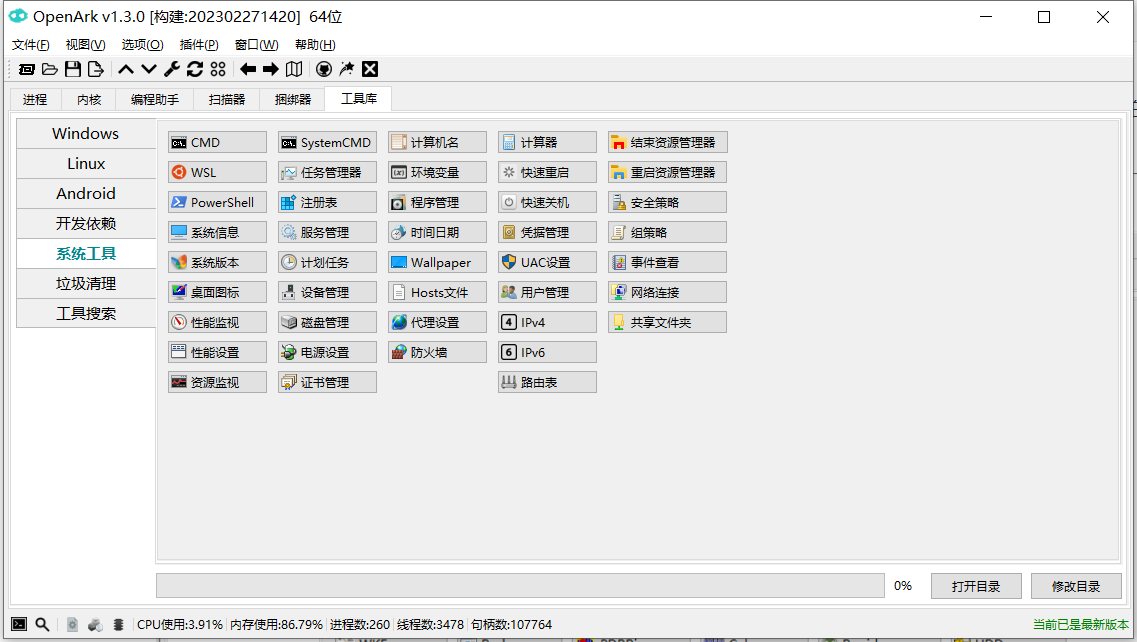 OpenArk v1.3.0 [构建:202302271420] 64位
文件(F) 视图(V) 选项(O) 插件(P) 窗口(W) 帮助(H)
进程 内核 编程助手 扫描器 捆绑器 工具库
Windows
Linux
Android
开发依赖
系统工具
垃圾清理
工具搜索
CMD SystemCMD 计算机名 计算器 结束资源管理器
WSL 任务管理器 环境变量 快速重启 重启资源管理器
PowerShell 注册表 程序管理 快速关机 安全策略
系统信息 服务管理 时间日期 凭据管理 组策略
系统版本 计划任务 Wallpaper UAC设置 事件查看
桌面图标 设备管理 Hosts文件 用户管理 网络连接
性能监视 磁盘管理 代理设置 4 IPv4 共享文件夹
性能设置 电源设置 防火墙 6 IPv6
资源监视 证书管理 路由表
0% 打开目录 修改目录
CPU使用:3.91% 内存使用:86.79% 进程数:260 线程数:3478 句柄数:107764 当前已是最新版本